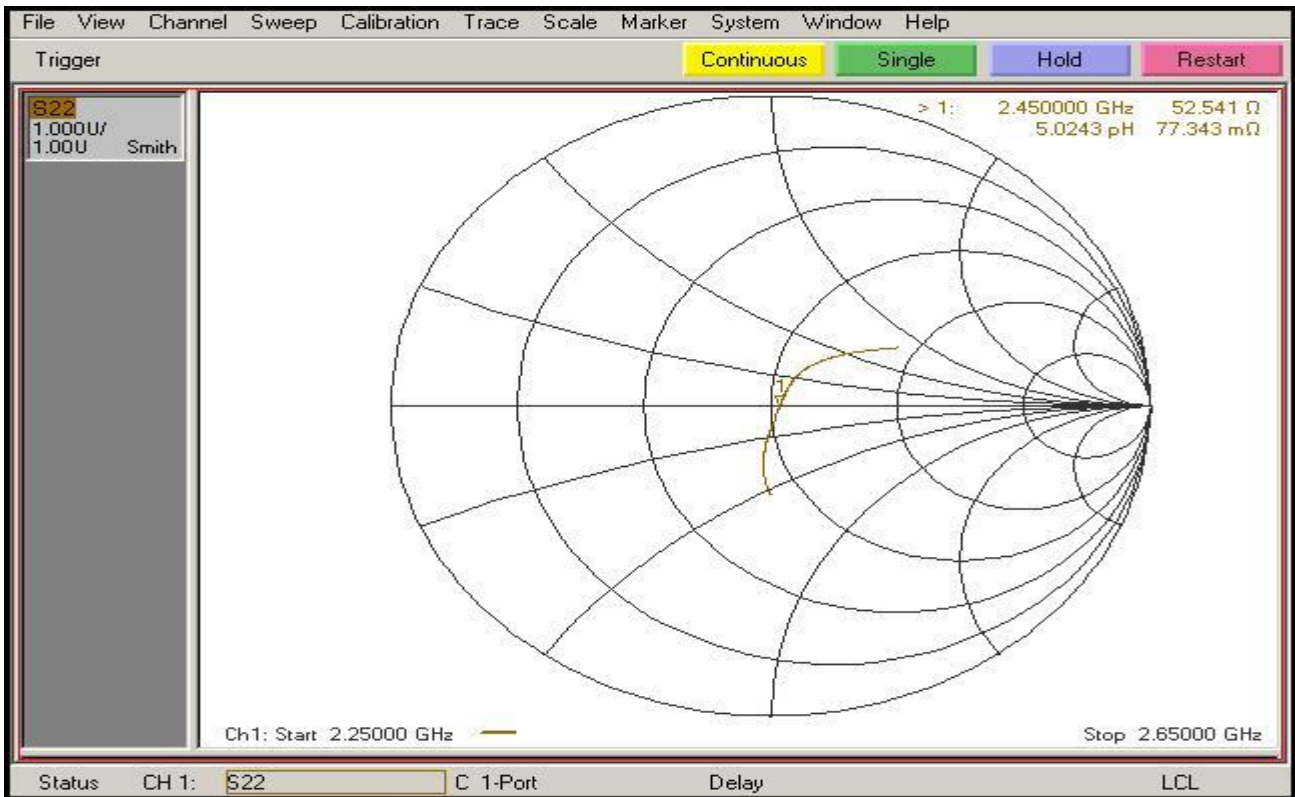 File View Channel Sweep Calibration Trace Scale Marker System Window Help
Trigger Continuous Single Hold Restart
S22
1.000U/
1.00U Smith
> 1: 2.450000 GHz 52.541 Ω
5.0243 pH 77.343 mΩ
1
Ch1: Start 2.25000 GHz Stop 2.65000 GHz
Status CH 1: S22 C 1-Port Delay LCL